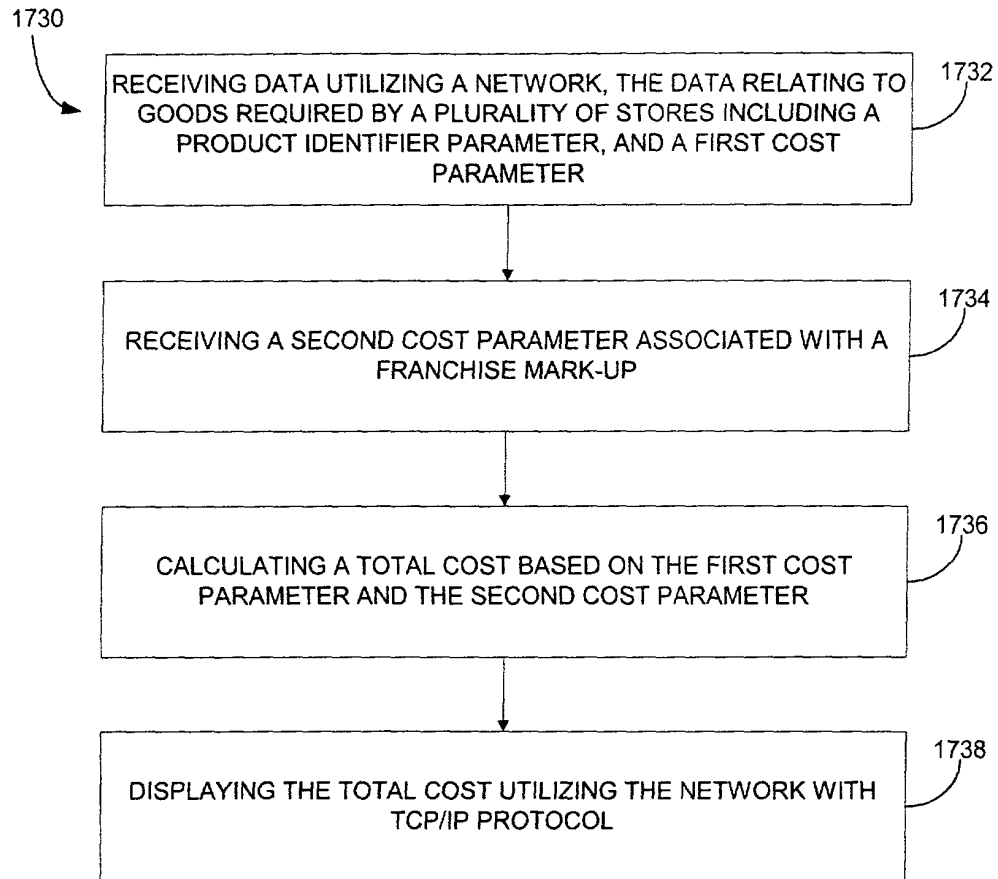 1730
RECEIVING DATA UTILIZING A NETWORK, THE DATA RELATING TO
GOODS REQUIRED BY A PLURALITY OF STORES INCLUDING A
PRODUCT IDENTIFIER PARAMETER, AND A FIRST COST
PARAMETER
1732
RECEIVING A SECOND COST PARAMETER ASSOCIATED WITH A
FRANCHISE MARK-UP
1734
CALCULATING A TOTAL COST BASED ON THE FIRST COST
PARAMETER AND THE SECOND COST PARAMETER
1736
DISPLAYING THE TOTAL COST UTILIZING THE NETWORK WITH
TCP/IP PROTOCOL
1738